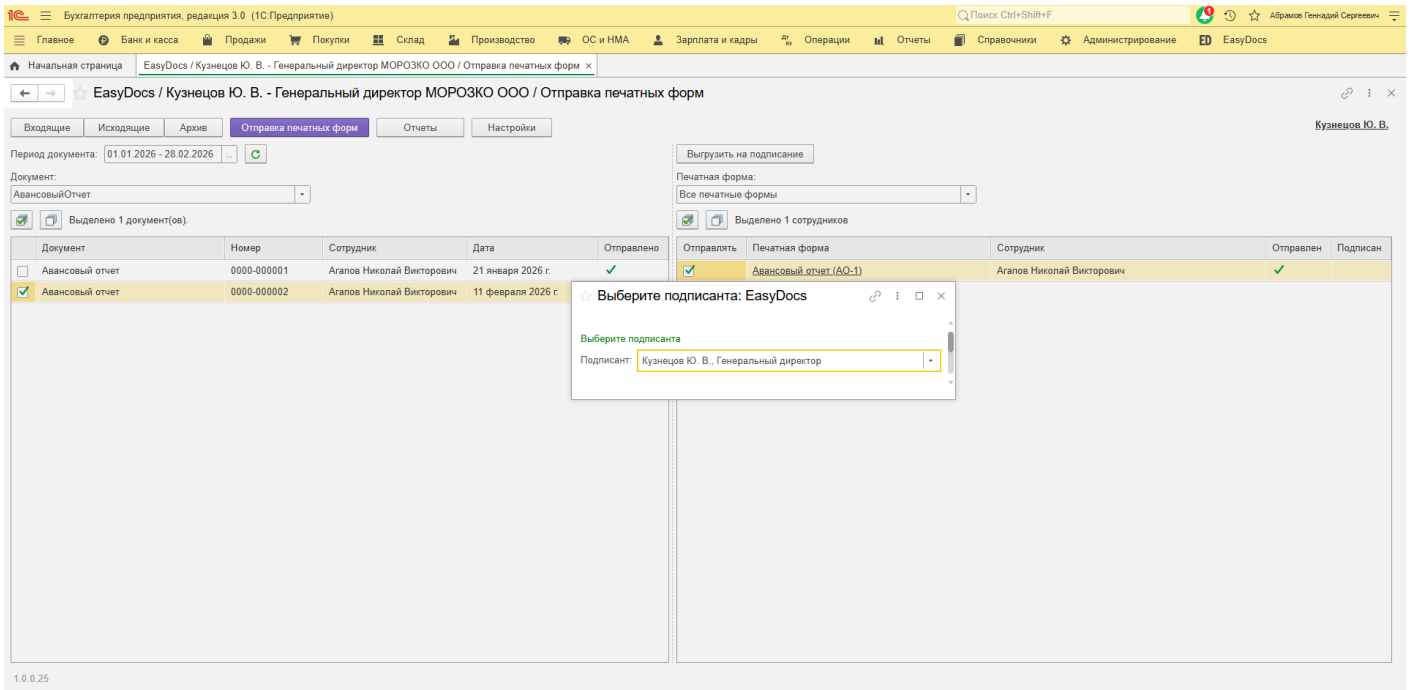 1С Бухгалтерия предприятия, редакция 3.0 (1С:Предприятие) Поиск Ctrl+Shift+F 1 Абрамов Геннадий Сергеевич
Главное Банк и касса Продажи Покупки Склад Производство ОС и НМА Зарплата и кадры Дт Кт Операции Отчеты Справочники Администрирование ED EasyDocs
Начальная страница EasyDocs / Кузнецов Ю. В. - Генеральный директор МОРОЗКО ООО / Отправка печатных форм ×
EasyDocs / Кузнецов Ю. В. - Генеральный директор МОРОЗКО ООО / Отправка печатных форм
Входящие Исходящие Архив Отправка печатных форм Отчеты Настройки Кузнецов Ю. В.
Период документа: 01.01.2026 - 28.02.2026 ... Выгрузить на подписание
Документ: Печатная форма:
АвансовыйОтчет Все печатные формы
Выделено 1 документ(ов). Выделено 1 сотрудников
Документ Номер Сотрудник Дата Отправлено Отправлять Печатная форма Сотрудник Отправлен Подписан
Авансовый отчет 0000-000001 Агапов Николай Викторович 21 января 2026 г. Авансовый отчет (АО-1) Агапов Николай Викторович
Авансовый отчет 0000-000002 Агапов Николай Викторович 11 февраля 2026 г.
Выберите подписанта: EasyDocs
Выберите подписанта
Подписант: Кузнецов Ю. В., Генеральный директор
1.0.0.25